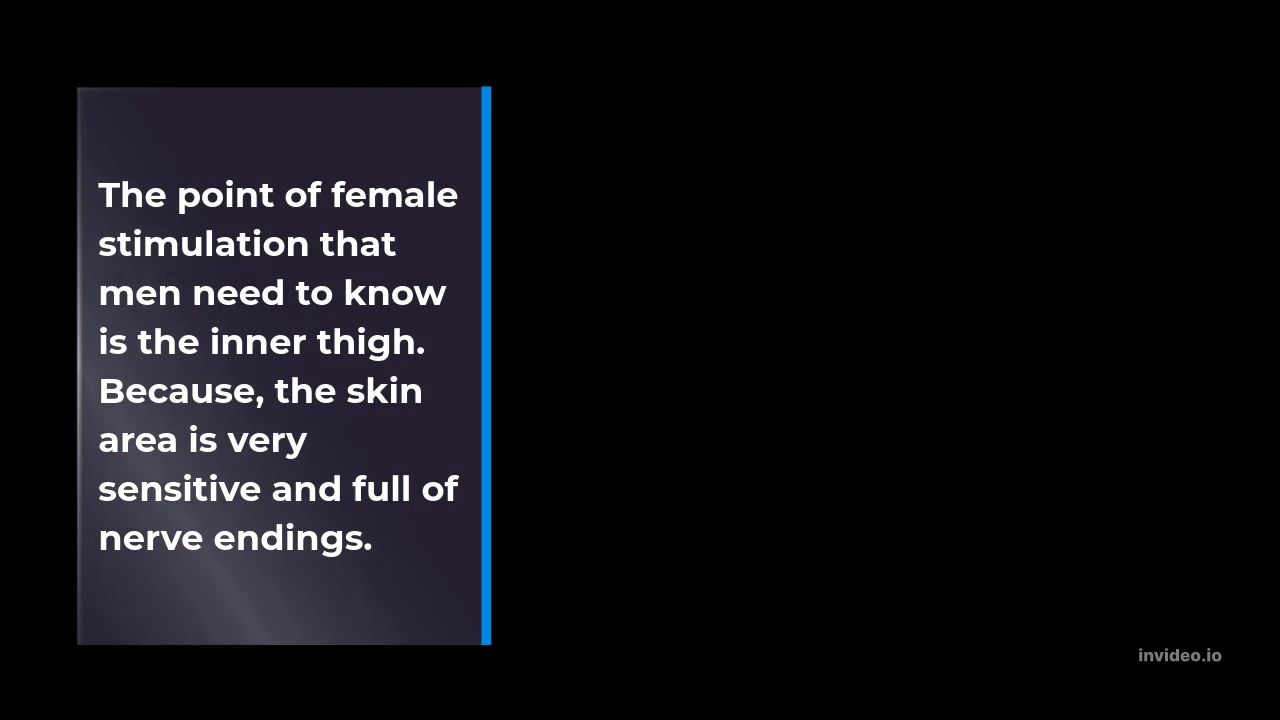 The point of female
stimulation that
men need to know
is the inner thigh.
Because, the skin
area is very
sensitive and full of
nerve endings.
invideo.io